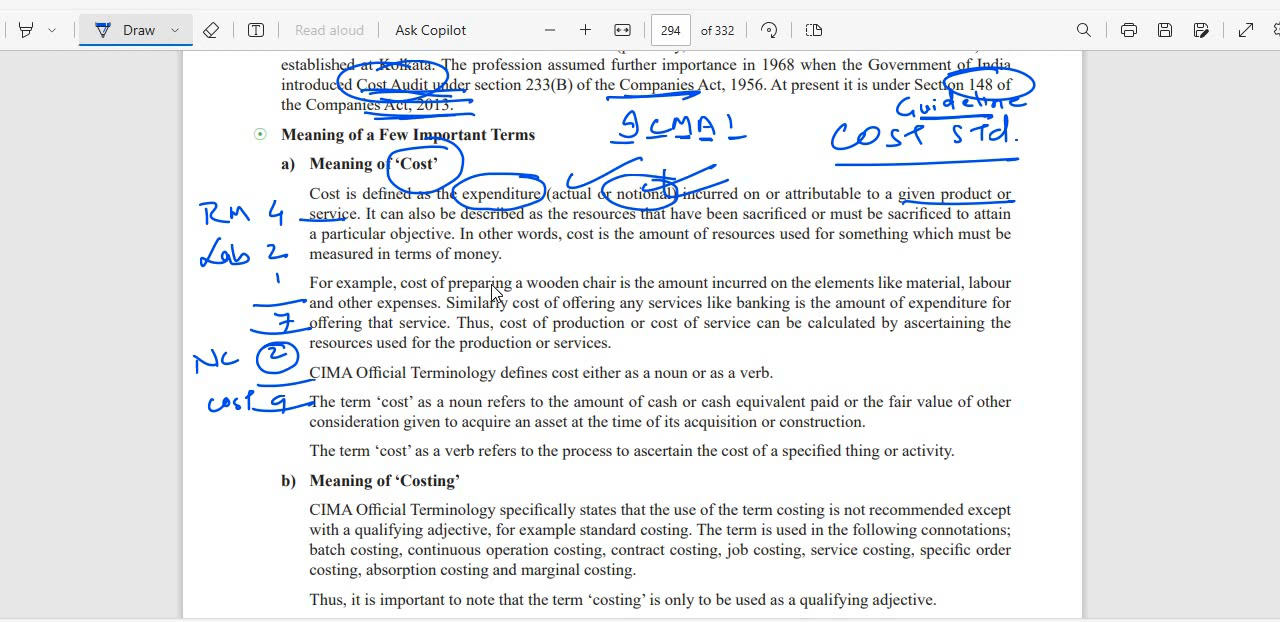 Draw
Read aloud
Ask Copilot
294 of 332
established at Kolkata. The profession assumed further importance in 1968 when the Government of India
introduced Cost Audit under section 233(B) of the Companies Act, 1956. At present it is under Section 148 of
the Companies Act, 2013.
Guideline
ICMAI
COST STD.
Meaning of a Few Important Terms
a) Meaning of ‘Cost’
Cost is defined as the expenditure (actual or notional) incurred on or attributable to a given product or
service. It can also be described as the resources that have been sacrificed or must be sacrificed to attain
a particular objective. In other words, cost is the amount of resources used for something which must be
measured in terms of money.
RM 4
Lab 2
1
7
NC 2
cost 9
For example, cost of preparing a wooden chair is the amount incurred on the elements like material, labour
and other expenses. Similarly cost of offering any services like banking is the amount of expenditure for
offering that service. Thus, cost of production or cost of service can be calculated by ascertaining the
resources used for the production or services.
CIMA Official Terminology defines cost either as a noun or as a verb.
The term ‘cost’ as a noun refers to the amount of cash or cash equivalent paid or the fair value of other
consideration given to acquire an asset at the time of its acquisition or construction.
The term ‘cost’ as a verb refers to the process to ascertain the cost of a specified thing or activity.
b) Meaning of ‘Costing’
CIMA Official Terminology specifically states that the use of the term costing is not recommended except
with a qualifying adjective, for example standard costing. The term is used in the following connotations;
batch costing, continuous operation costing, contract costing, job costing, service costing, specific order
costing, absorption costing and marginal costing.
Thus, it is important to note that the term ‘costing’ is only to be used as a qualifying adjective.